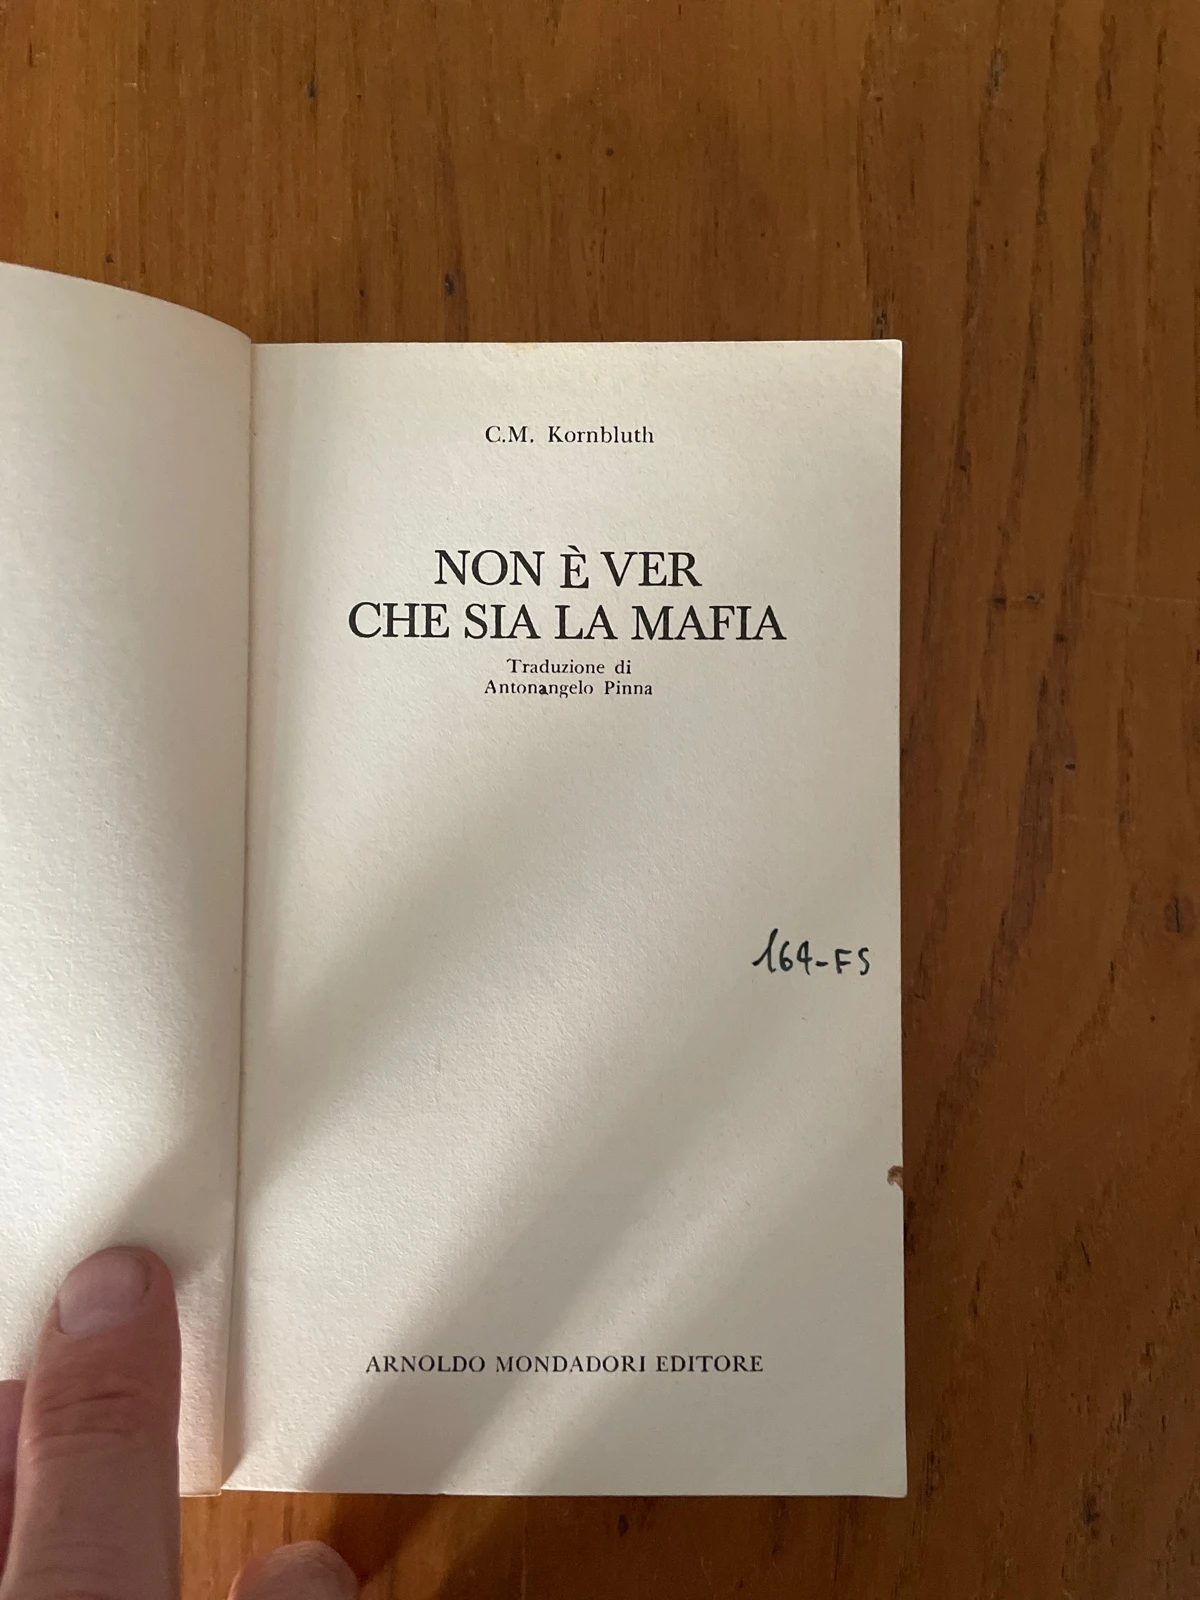 C.M. Kornbluth
NON È VER
CHE SIA LA MAFIA
Traduzione di
Antonangelo Pinna
164-FS
ARNOLDO MONDADORI EDITORE